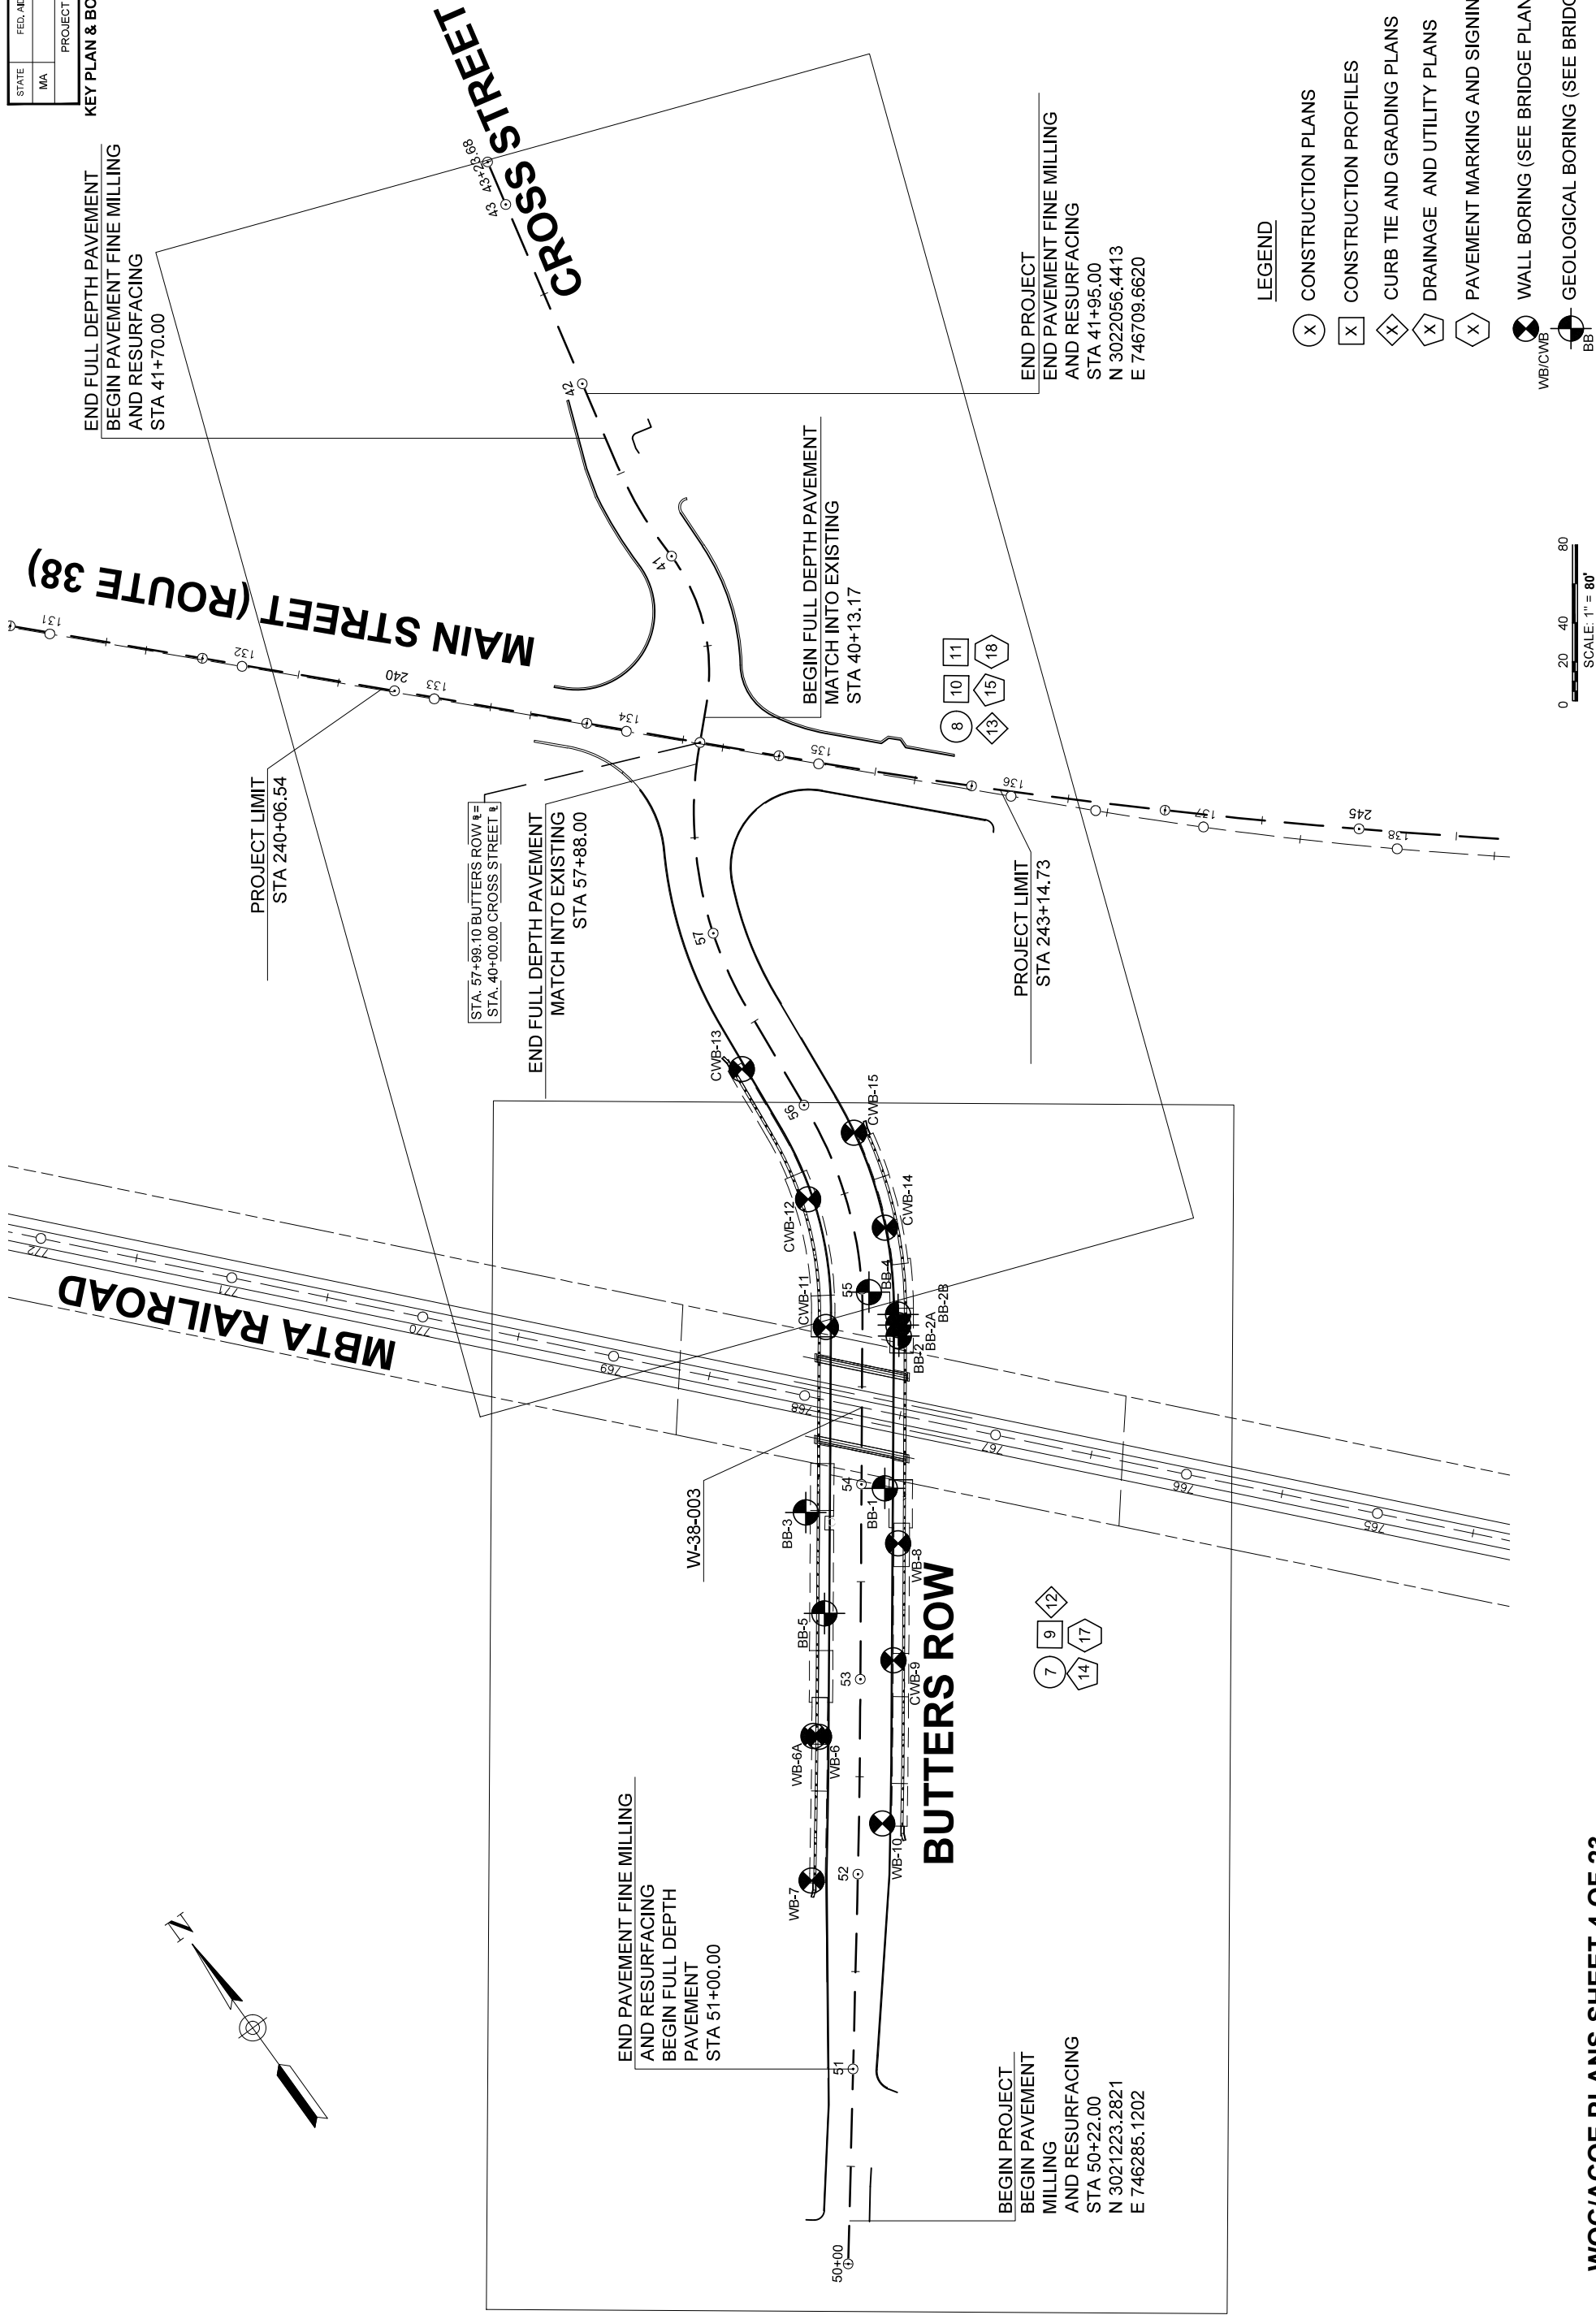 STATE
FED. AID
MA
PROJECT
KEY PLAN & BO
END FULL DEPTH PAVEMENT
BEGIN PAVEMENT FINE MILLING
AND RESURFACING
STA 41+70.00
CROSS STREET
43+23.68
43
42
41
MAIN STREET (ROUTE 38)
131
132
240
133
134
135
136
137
245
138
PROJECT LIMIT
STA 240+06.54
STA. 57+99.10 BUTTERS ROW ℄ =
STA. 40+00.00 CROSS STREET ℄
END FULL DEPTH PAVEMENT
MATCH INTO EXISTING
STA 57+88.00
BEGIN FULL DEPTH PAVEMENT
MATCH INTO EXISTING
STA 40+13.17
END PROJECT
END PAVEMENT FINE MILLING
AND RESURFACING
STA 41+95.00
N 3022056.4413
E 746709.6620
8
10
11
13
15
18
PROJECT LIMIT
STA 243+14.73
MBTA RAILROAD
772
771
770
769
768
767
766
765
57
56
55
54
53
52
51
50+00
CWB-13
CWB-15
CWB-12
CWB-14
CWB-11
BB-4
BB-2B
BB-2A
BB-2
W-38-003
BB-3
BB-1
WB-8
BB-5
CWB-9
WB-6A
WB-6
WB-10
WB-7
BUTTERS ROW
7
9
12
14
17
END PAVEMENT FINE MILLING
AND RESURFACING
BEGIN FULL DEPTH
PAVEMENT
STA 51+00.00
BEGIN PROJECT
BEGIN PAVEMENT
MILLING
AND RESURFACING
STA 50+22.00
N 3021223.2821
E 746285.1202
N
LEGEND
X CONSTRUCTION PLANS
X CONSTRUCTION PROFILES
X CURB TIE AND GRADING PLANS
X DRAINAGE AND UTILITY PLANS
X PAVEMENT MARKING AND SIGNIN
WB/CWB WALL BORING (SEE BRIDGE PLAN
BB GEOLOGICAL BORING (SEE BRIDG
0 20 40 80
SCALE: 1" = 80'
WOC/ACOE PLANS SHEET 4 OF 23